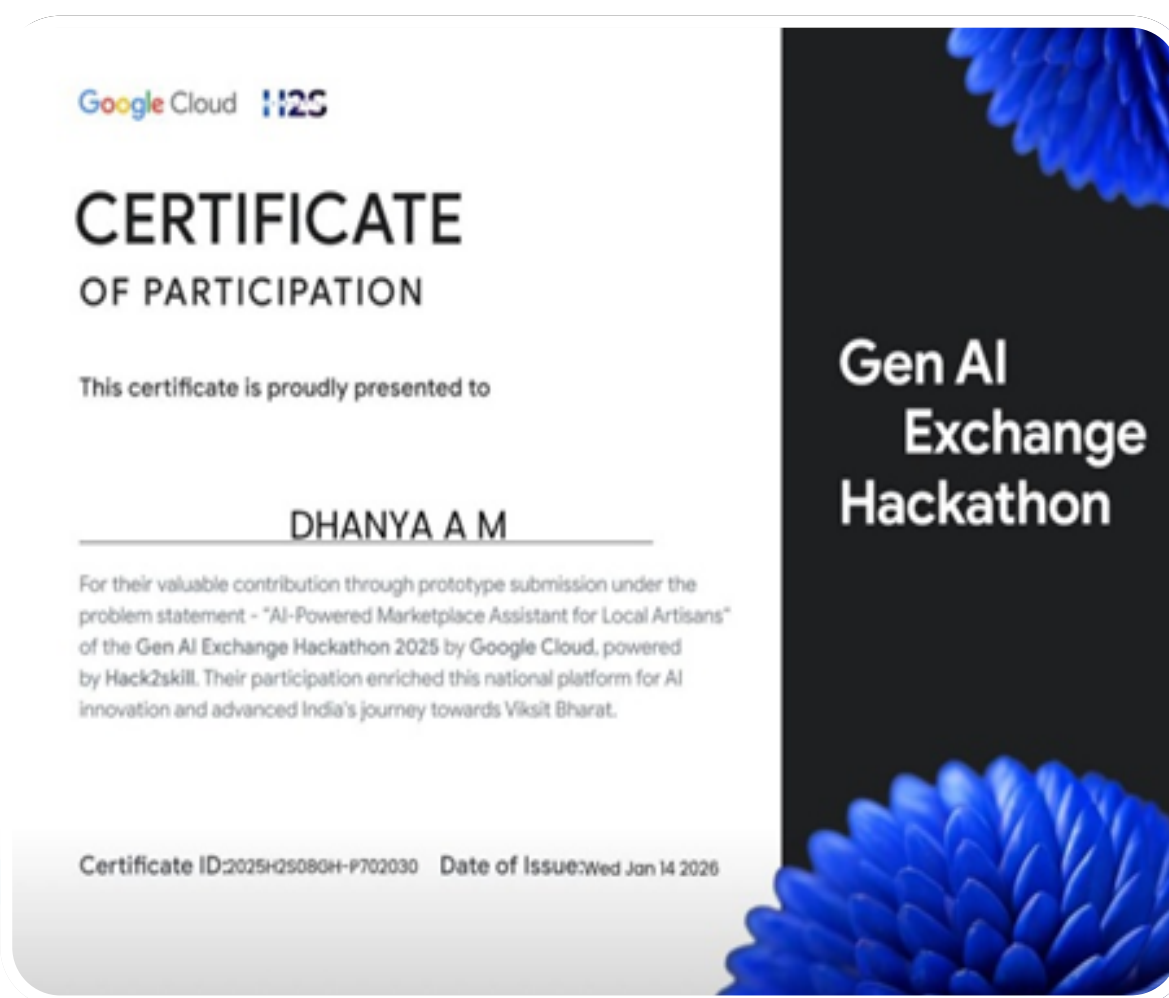 Google Cloud H2S
CERTIFICATE
OF PARTICIPATION
This certificate is proudly presented to
DHANYA A M
For their valuable contribution through prototype submission under the
problem statement - "AI-Powered Marketplace Assistant for Local Artisans"
of the Gen AI Exchange Hackathon 2025 by Google Cloud, powered
by Hack2skill. Their participation enriched this national platform for AI
innovation and advanced India's journey towards Viksit Bharat.
Certificate ID:2025H2S08GH-P702030 Date of Issue:Wed Jan 14 2026
Gen AI
Exchange
Hackathon